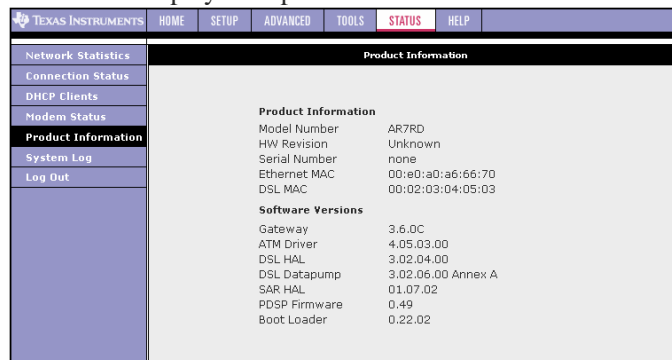 TEXAS INSTRUMENTS HOME SETUP ADVANCED TOOLS STATUS HELP
Network Statistics
Connection Status
DHCP Clients
Modem Status
Product Information
System Log
Log Out
Product Information
Product Information
Model Number AR7RD
HW Revision Unknown
Serial Number none
Ethernet MAC 00:e0:a0:a6:66:70
DSL MAC 00:02:03:04:05:03
Software Versions
Gateway 3.6.0C
ATM Driver 4.05.03.00
DSL HAL 3.02.04.00
DSL Datapump 3.02.06.00 Annex A
SAR HAL 01.07.02
PDSP Firmware 0.49
Boot Loader 0.22.02